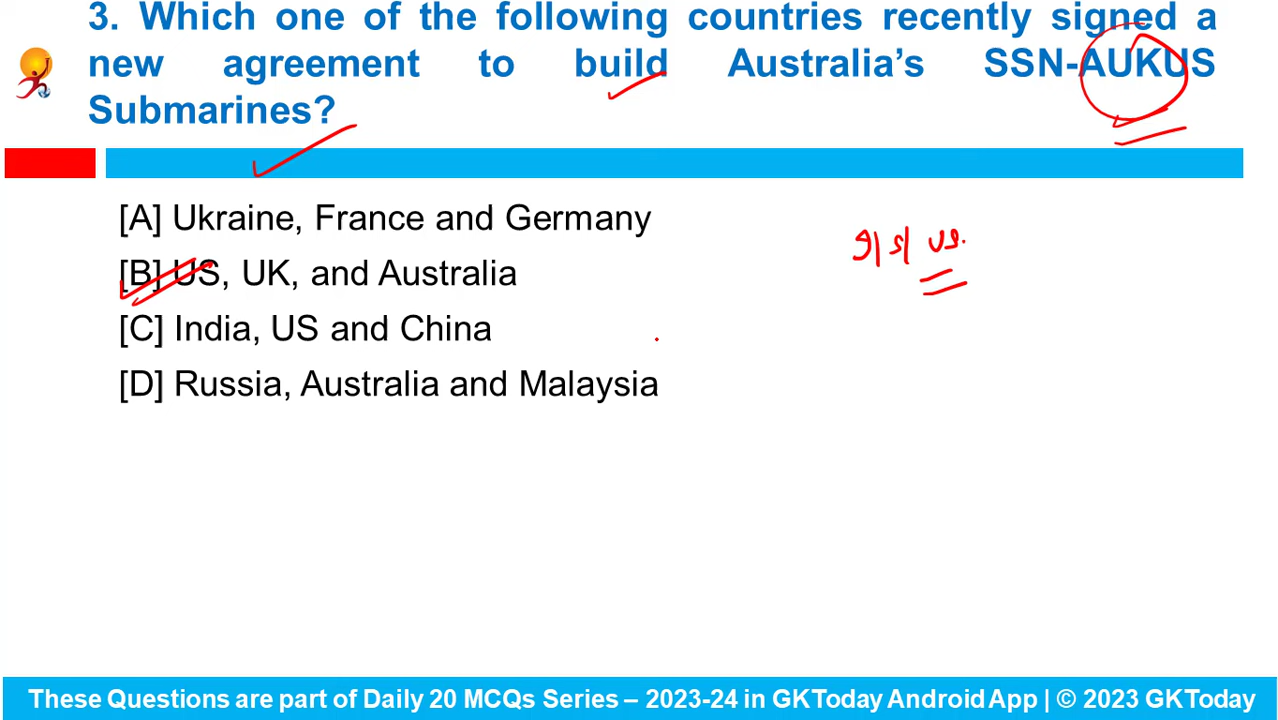 3. Which one of the following countries recently signed a
new agreement to build Australia's SSN-AUKUS
Submarines?
[A] Ukraine, France and Germany
[B] US, UK, and Australia
[C] India, US and China
[D] Russia, Australia and Malaysia
US.
These Questions are part of Daily 20 MCQs Series – 2023-24 in GKToday Android App | © 2023 GKToday